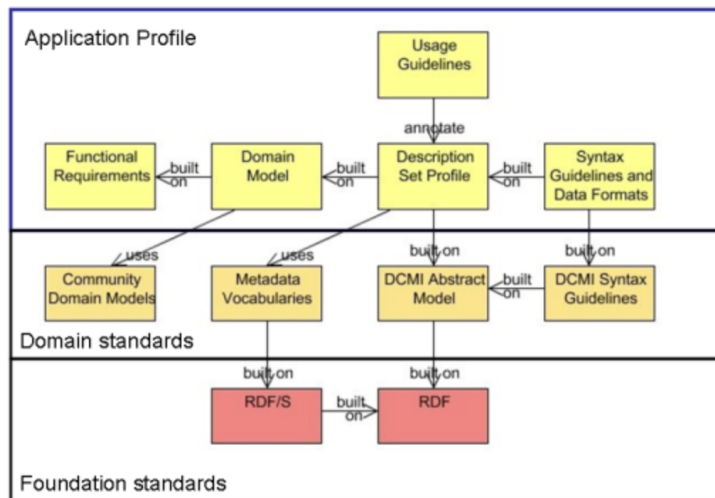 Application Profile
Usage
Guidelines
annotate
Functional
Requirements
built
on
Domain
Model
built
on
Description
Set Profile
built
on
Syntax
Guidelines and
Data Formats
uses
uses
built on
built on
Community
Domain Models
Metadata
Vocabularies
DCMI Abstract
Model
built
on
DCMI Syntax
Guidelines
Domain standards
built on
built on
RDF/S
built
on
RDF
Foundation standards